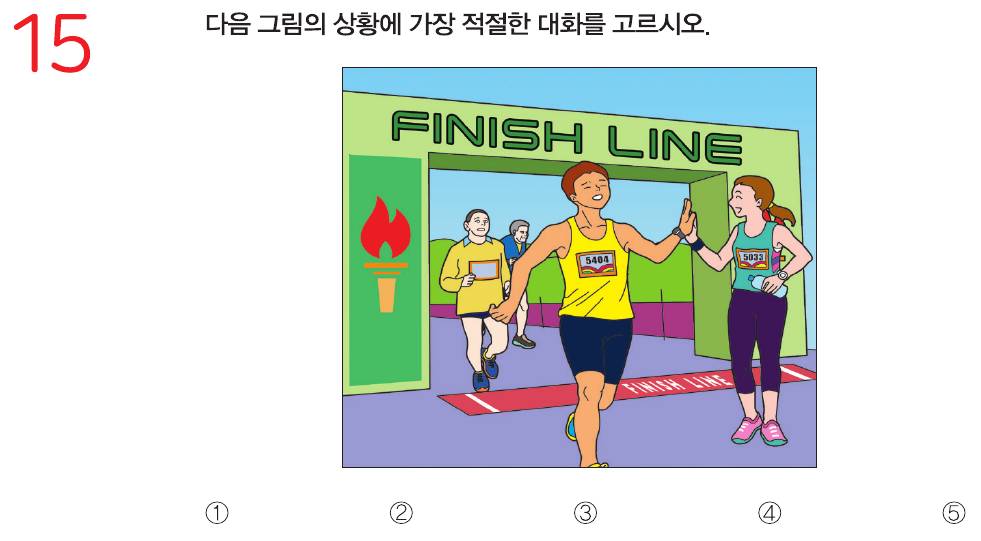 15
다음 그림의 상황에 가장 적절한 대화를 고르시오.
FINISH LINE
5404
5033
FINISH LINE
① ② ③ ④ ⑤